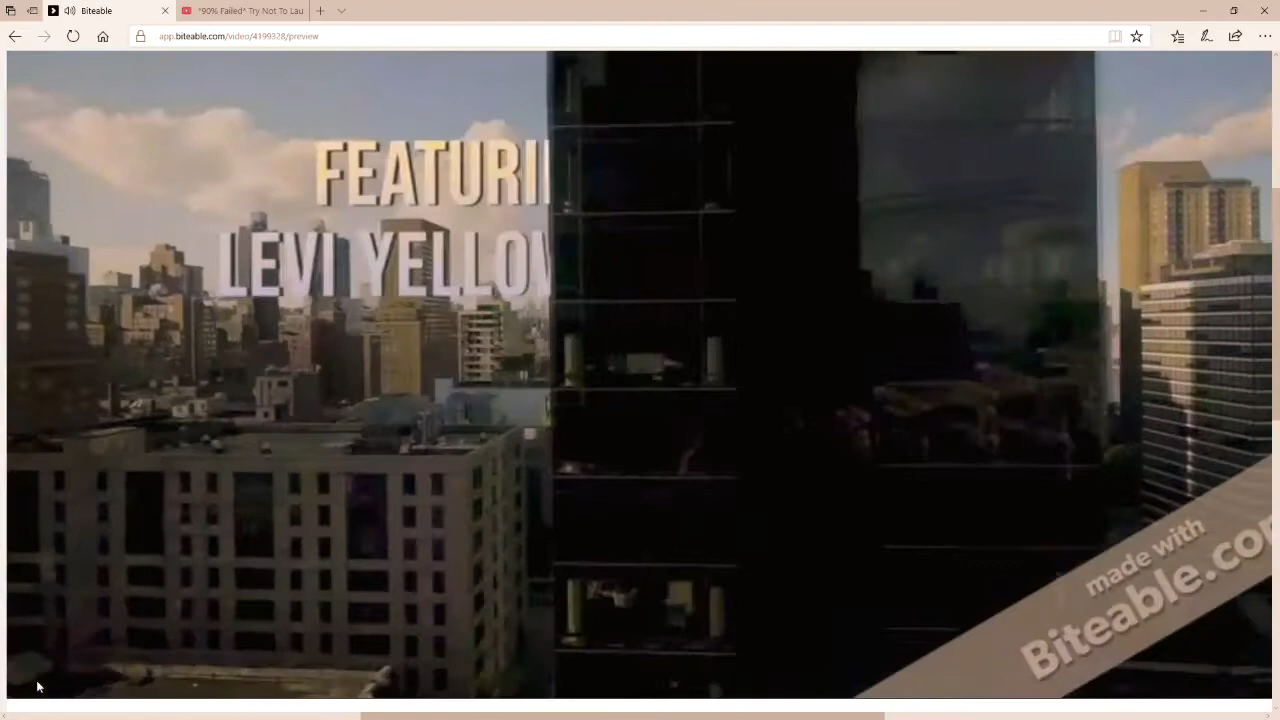 Biteable
*90% Failed* Try Not To Lau
app.biteable.com/video/4199328/preview
FEATURI
LEVI YELLOW
made with
Biteable.com